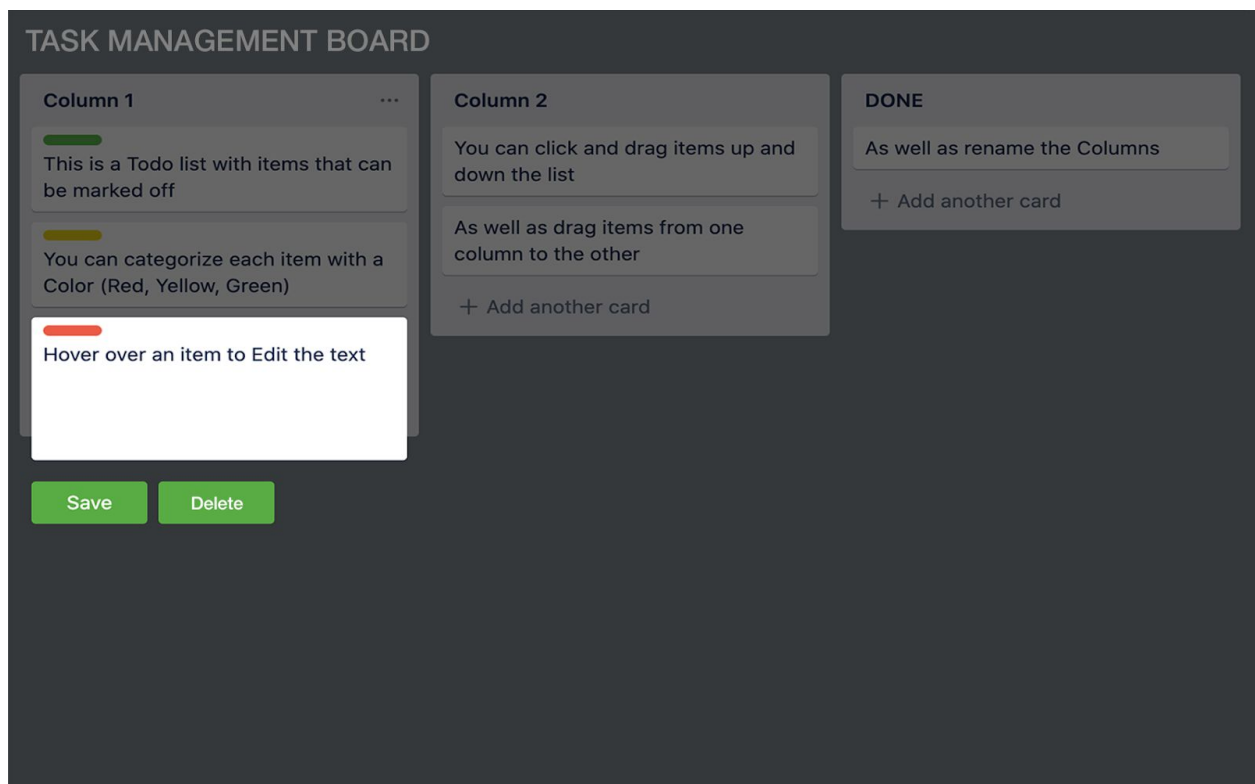 TASK MANAGEMENT BOARD
Column 1
This is a Todo list with items that can
be marked off
You can categorize each item with a
Color (Red, Yellow, Green)
Hover over an item to Edit the text
Save
Delete
Column 2
You can click and drag items up and
down the list
As well as drag items from one
column to the other
+ Add another card
DONE
As well as rename the Columns
+ Add another card